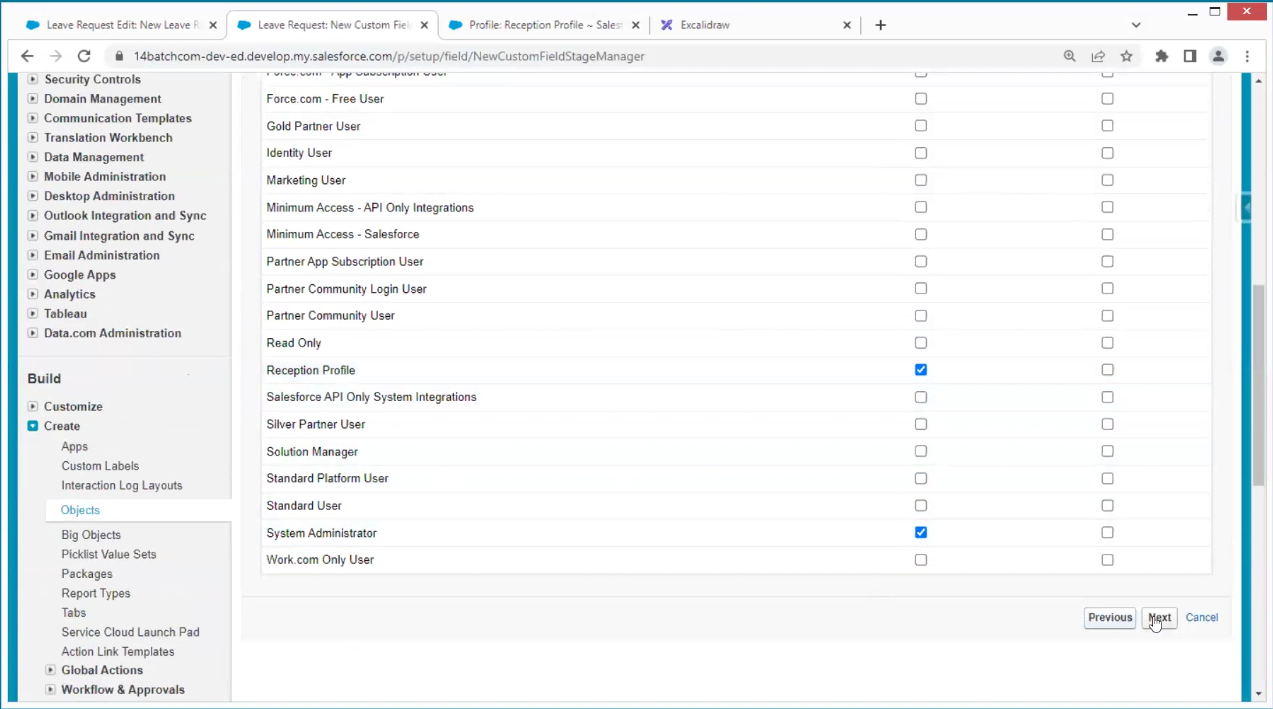 Leave Request Edit: New Leave R
Leave Request: New Custom Fiel
Profile: Reception Profile ~ Sales
Excalidraw
14batchcom-dev-ed.develop.my.salesforce.com/p/setup/field/NewCustomFieldStageManager
Security Controls
Domain Management
Communication Templates
Translation Workbench
Data Management
Mobile Administration
Desktop Administration
Outlook Integration and Sync
Gmail Integration and Sync
Email Administration
Google Apps
Analytics
Tableau
Data.com Administration
Build
Customize
Create
Apps
Custom Labels
Interaction Log Layouts
Objects
Big Objects
Picklist Value Sets
Packages
Report Types
Tabs
Service Cloud Launch Pad
Action Link Templates
Global Actions
Workflow & Approvals
Force.com - App Subscription User
Force.com - Free User
Gold Partner User
Identity User
Marketing User
Minimum Access - API Only Integrations
Minimum Access - Salesforce
Partner App Subscription User
Partner Community Login User
Partner Community User
Read Only
Reception Profile
Salesforce API Only System Integrations
Silver Partner User
Solution Manager
Standard Platform User
Standard User
System Administrator
Work.com Only User
Previous Next Cancel